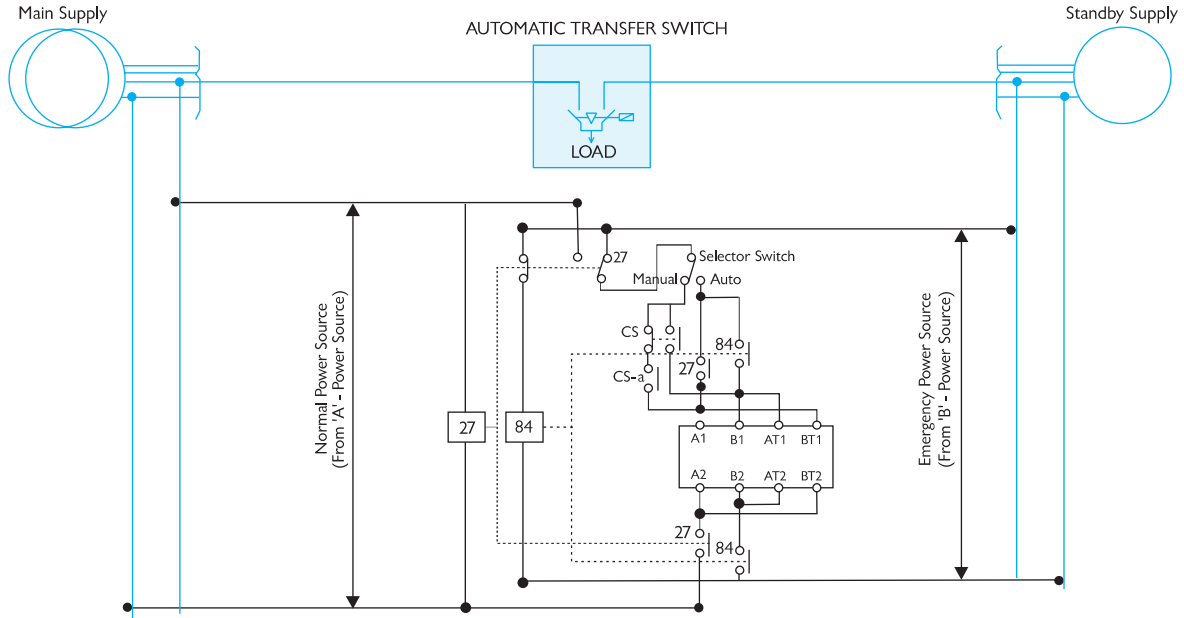 Main Supply
Standby Supply
AUTOMATIC TRANSFER SWITCH
LOAD
27
Selector Switch
Manual
Auto
CS
84
27
CS-a
Normal Power Source
(From 'A' - Power Source)
27
84
A1
B1
AT1
BT1
A2
B2
AT2
BT2
27
84
Emergency Power Source
(From 'B' - Power Source)